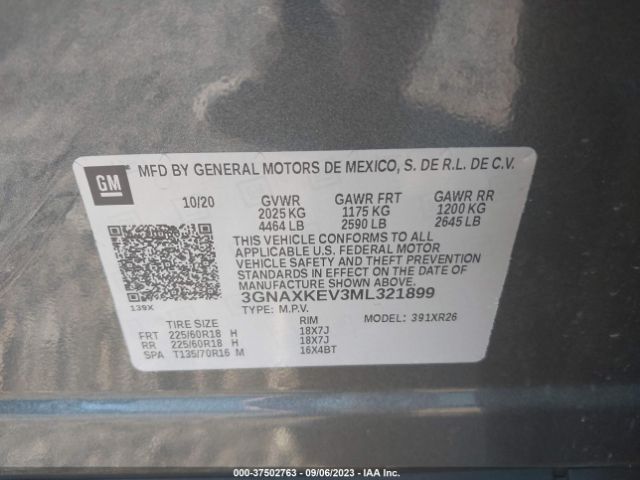 GM
MFD BY GENERAL MOTORS DE MEXICO, S. DE R.L. DE C.V.
10/20 GVWR GAWR FRT GAWR RR
2025 KG 1175 KG 1200 KG
4464 LB 2590 LB 2645 LB
THIS VEHICLE CONFORMS TO ALL
APPLICABLE U.S. FEDERAL MOTOR
VEHICLE SAFETY AND THEFT PREVENTION
STANDARDS IN EFFECT ON THE DATE OF
MANUFACTURE SHOWN ABOVE.
3GNAXKEV3ML321899
139X
TYPE: M.P.V. MODEL: 391XR26
TIRE SIZE RIM
FRT 225/60R18 H 18X7J
RR 225/60R18 H 18X7J
SPA T135/70R16 M 16X4BT
000-37502763 - 09/06/2023 - IAA Inc.